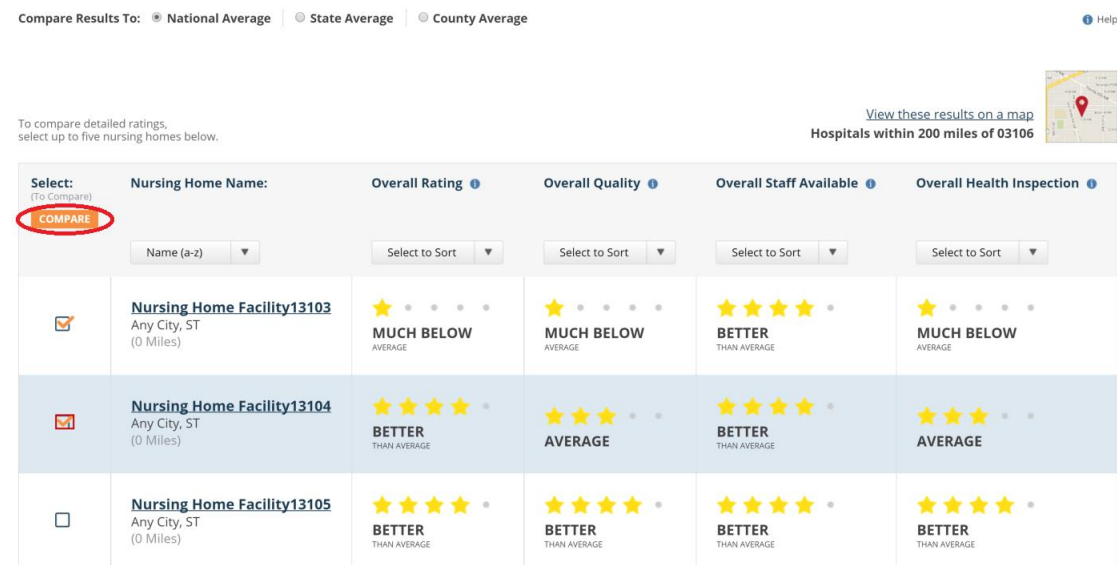 Compare Results To: National Average State Average County Average
Help
View these results on a map
To compare detailed ratings,
select up to five nursing homes below.
Hospitals within 200 miles of 03106
Select:
(To Compare)
COMPARE
Nursing Home Name:
Overall Rating
Overall Quality
Overall Staff Available
Overall Health Inspection
Name (a-z)
Select to Sort
Select to Sort
Select to Sort
Select to Sort
Nursing Home Facility13103
Any City, ST
(0 Miles)
MUCH BELOW
AVERAGE
MUCH BELOW
AVERAGE
BETTER
THAN AVERAGE
MUCH BELOW
AVERAGE
Nursing Home Facility13104
Any City, ST
(0 Miles)
BETTER
THAN AVERAGE
AVERAGE
BETTER
THAN AVERAGE
AVERAGE
Nursing Home Facility13105
Any City, ST
(0 Miles)
BETTER
THAN AVERAGE
BETTER
THAN AVERAGE
BETTER
THAN AVERAGE
BETTER
THAN AVERAGE